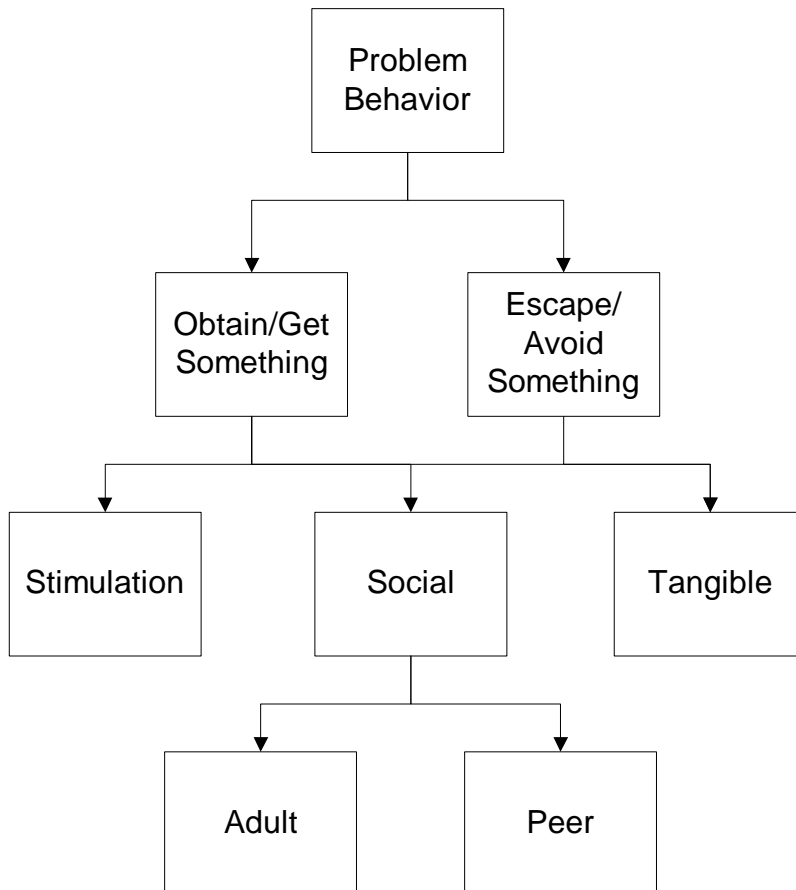 Problem
Behavior
Obtain/Get
Something
Escape/
Avoid
Something
Stimulation
Social
Tangible
Adult
Peer